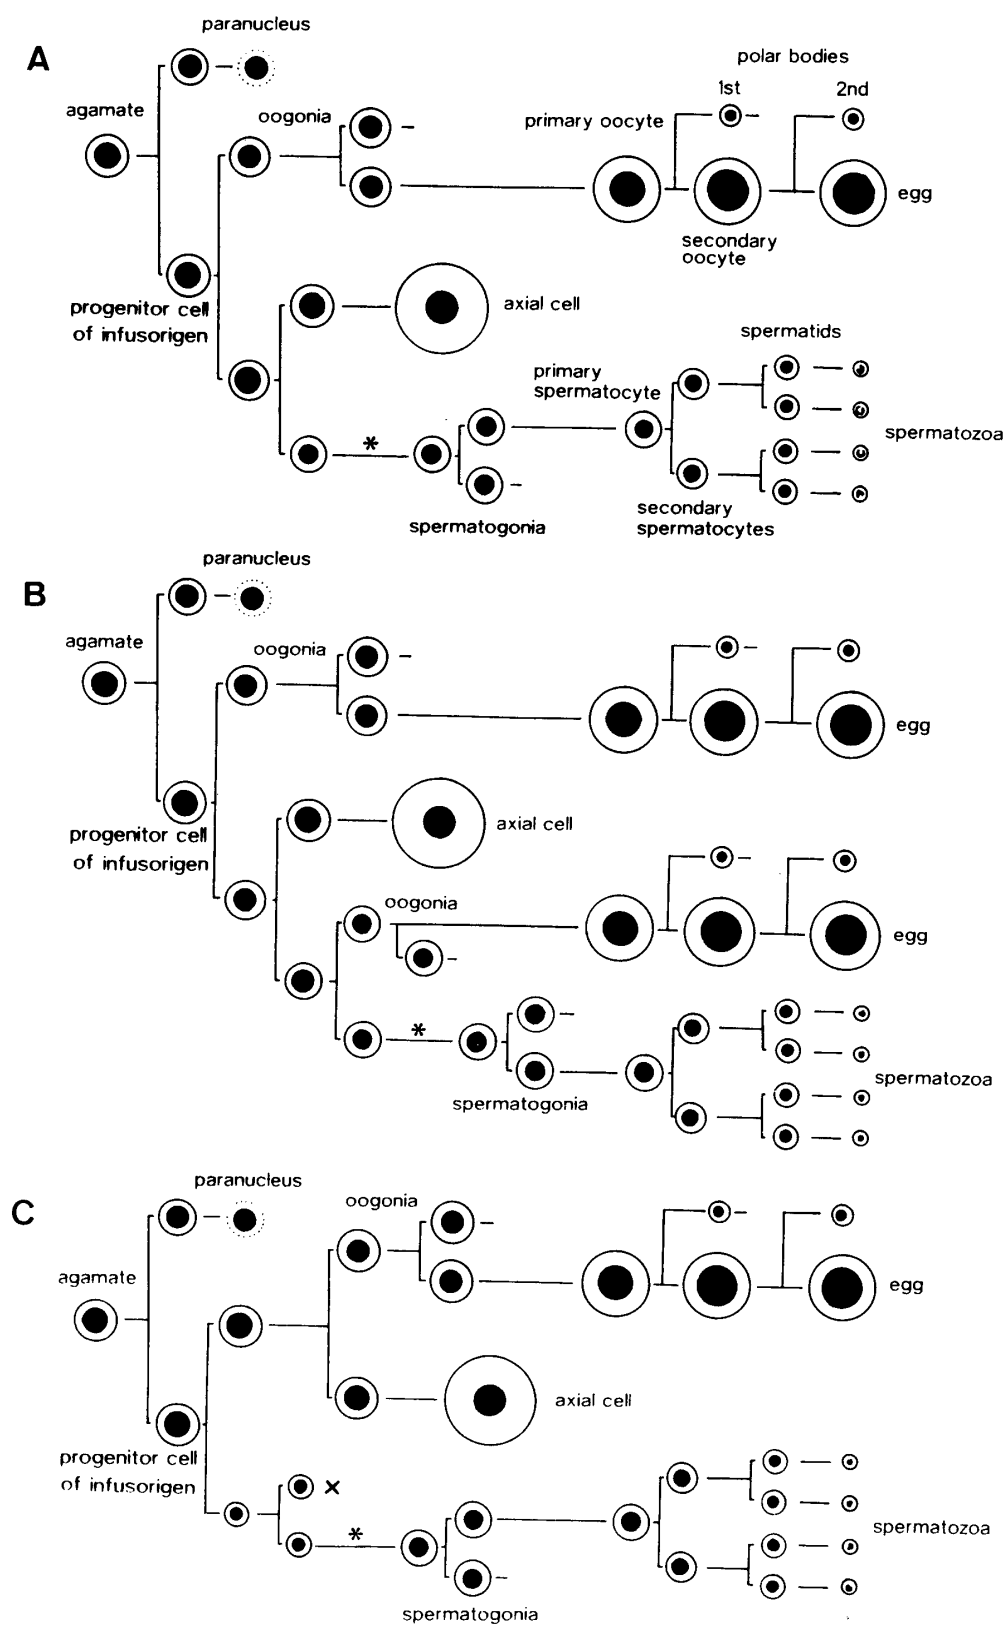 A
paranucleus
agamate
oogonia
polar bodies
1st
2nd
primary oocyte
egg
secondary
oocyte
progenitor cell
of infusorigen
axial cell
spermatids
primary
spermatocyte
*
spermatozoa
secondary
spermatocytes
spermatogonia
B
paranucleus
agamate
oogonia
egg
progenitor cell
of infusorigen
axial cell
oogonia
egg
*
spermatozoa
spermatogonia
C
paranucleus
oogonia
agamate
egg
axial cell
progenitor cell
of infusorigen
×
*
spermatozoa
spermatogonia